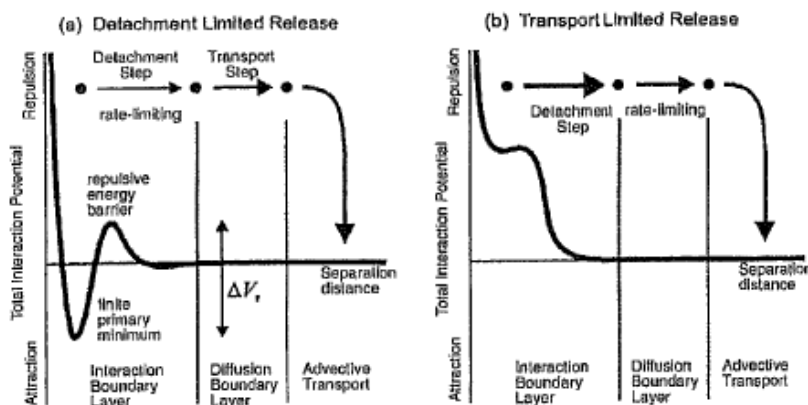 (a) Detachment Limited Release
Detachment
Step
Transport
Step
rate-limiting
Repulsion
Total Interaction Potential
Attraction
repulsive
energy
barrier
finite
primary
minimum
ΔVr
Separation
distance
Interaction
Boundary
Layer
Diffusion
Boundary
Layer
Advective
Transport
(b) Transport Limited Release
Detachment
Step
rate-limiting
Repulsion
Total Interaction Potential
Attraction
Separation
distance
Interaction
Boundary
Layer
Diffusion
Boundary
Layer
Advective
Transport